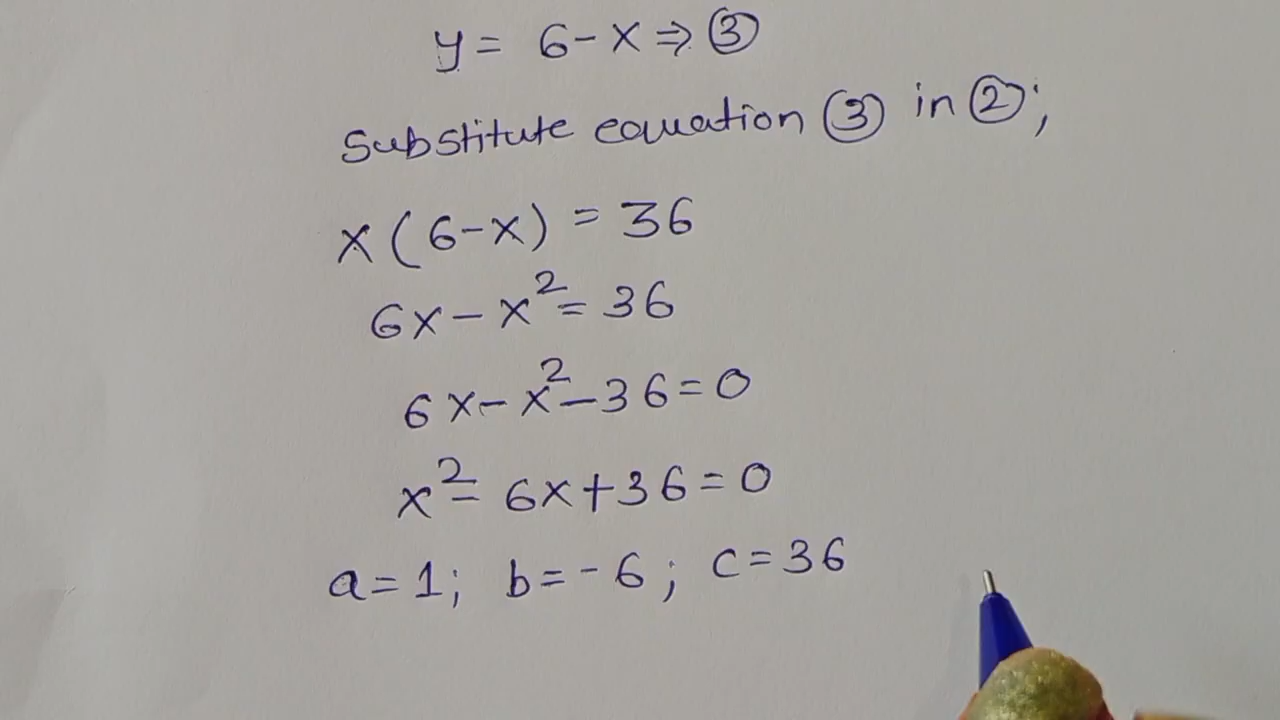 y = 6 - x ⇒ ③
Substitute equation ③ in ②;
x(6-x) = 36
6x - x² = 36
6x - x² - 36 = 0
x² - 6x + 36 = 0
a = 1; b = -6; c = 36